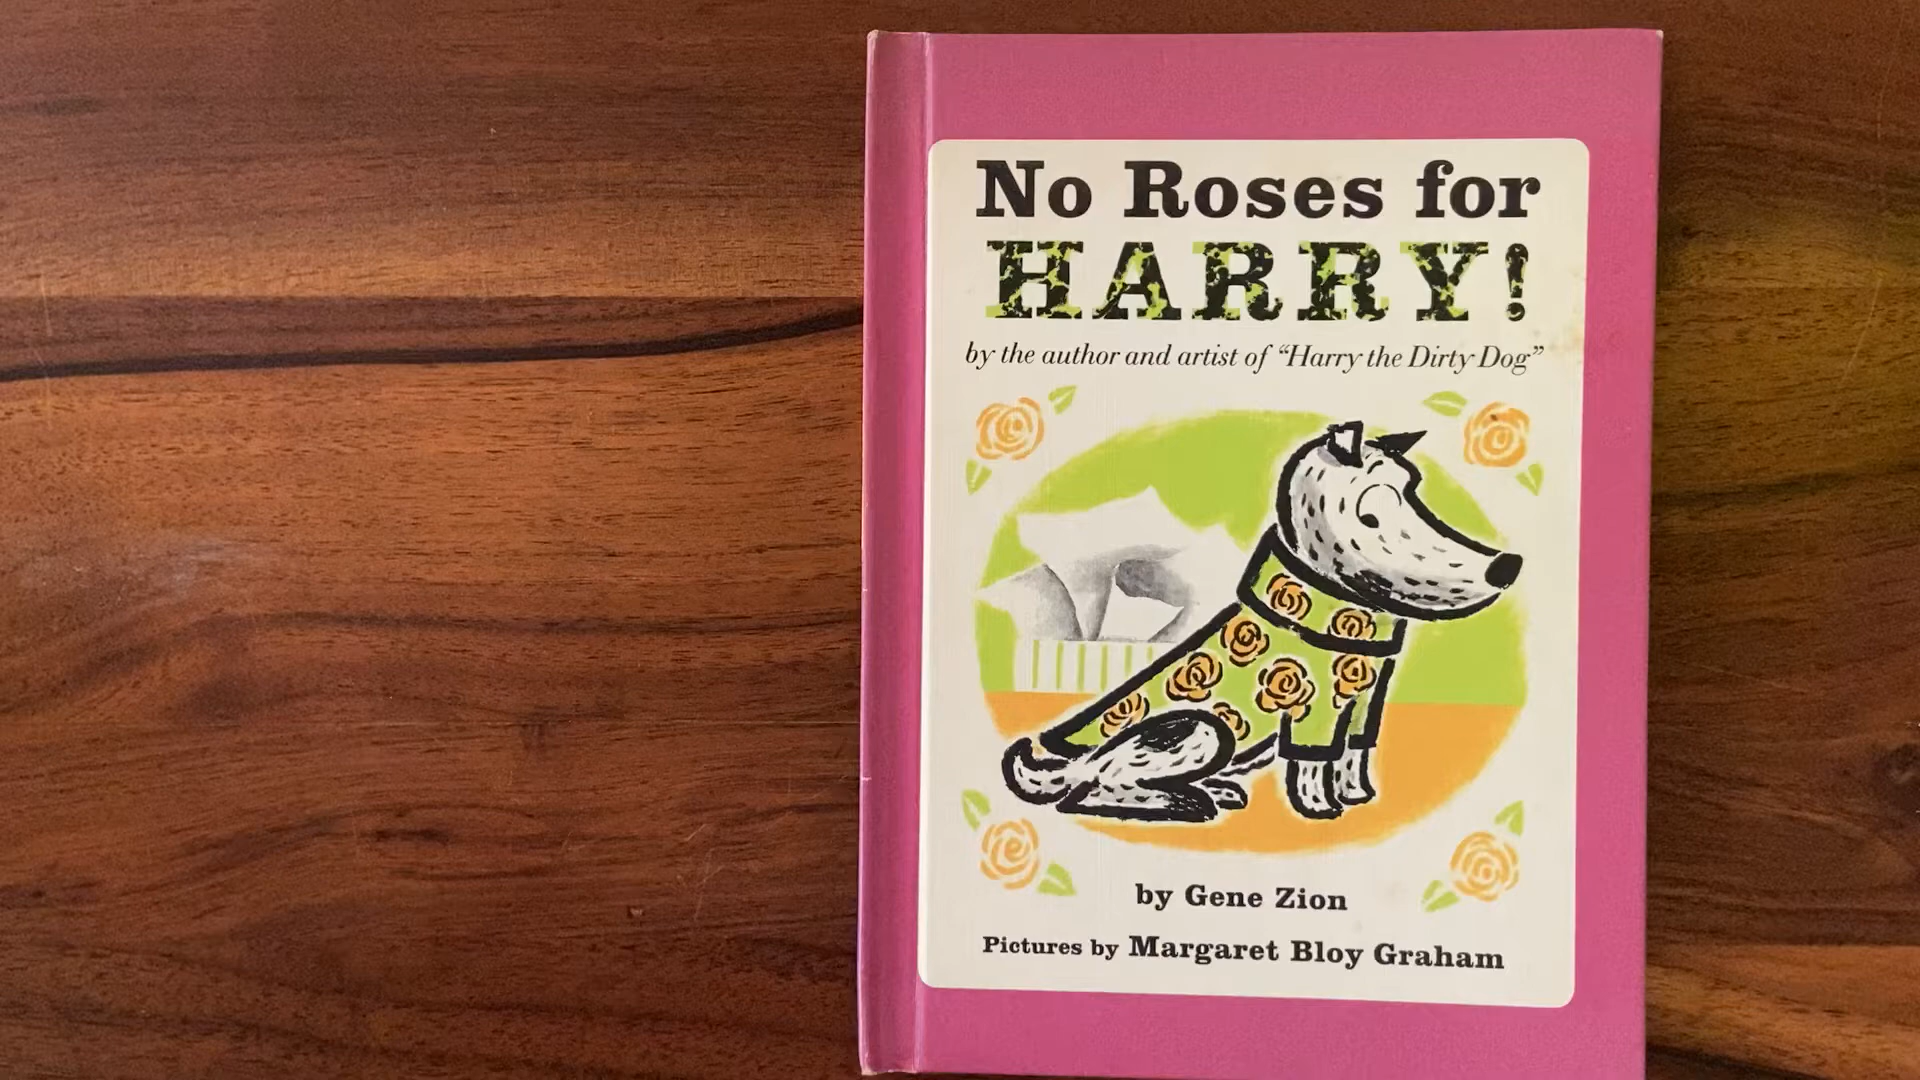 No Roses for
HARRY!
by the author and artist of “Harry the Dirty Dog”
by Gene Zion
Pictures by Margaret Bloy Graham